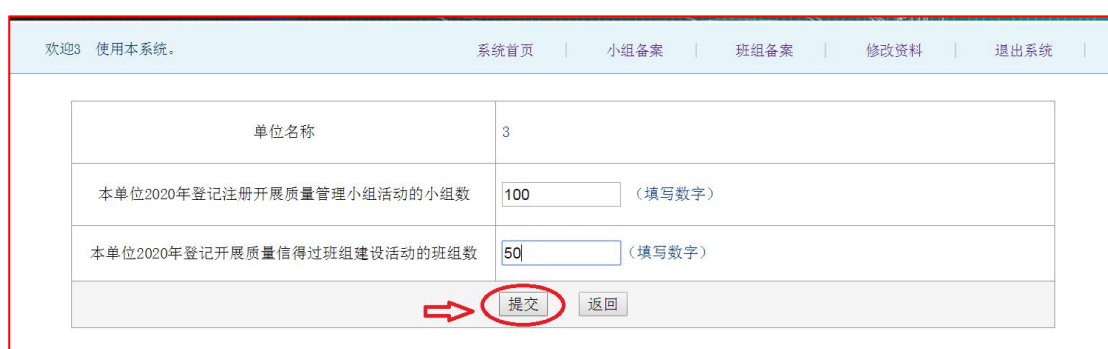 欢迎3 使用本系统。 系统首页 | 小组备案 | 班组备案 | 修改资料 | 退出系统 |
单位名称 3
本单位2020年登记注册开展质量管理小组活动的小组数 100 （填写数字）
本单位2020年登记开展质量信得过班组建设活动的班组数 50 （填写数字）
提交 返回